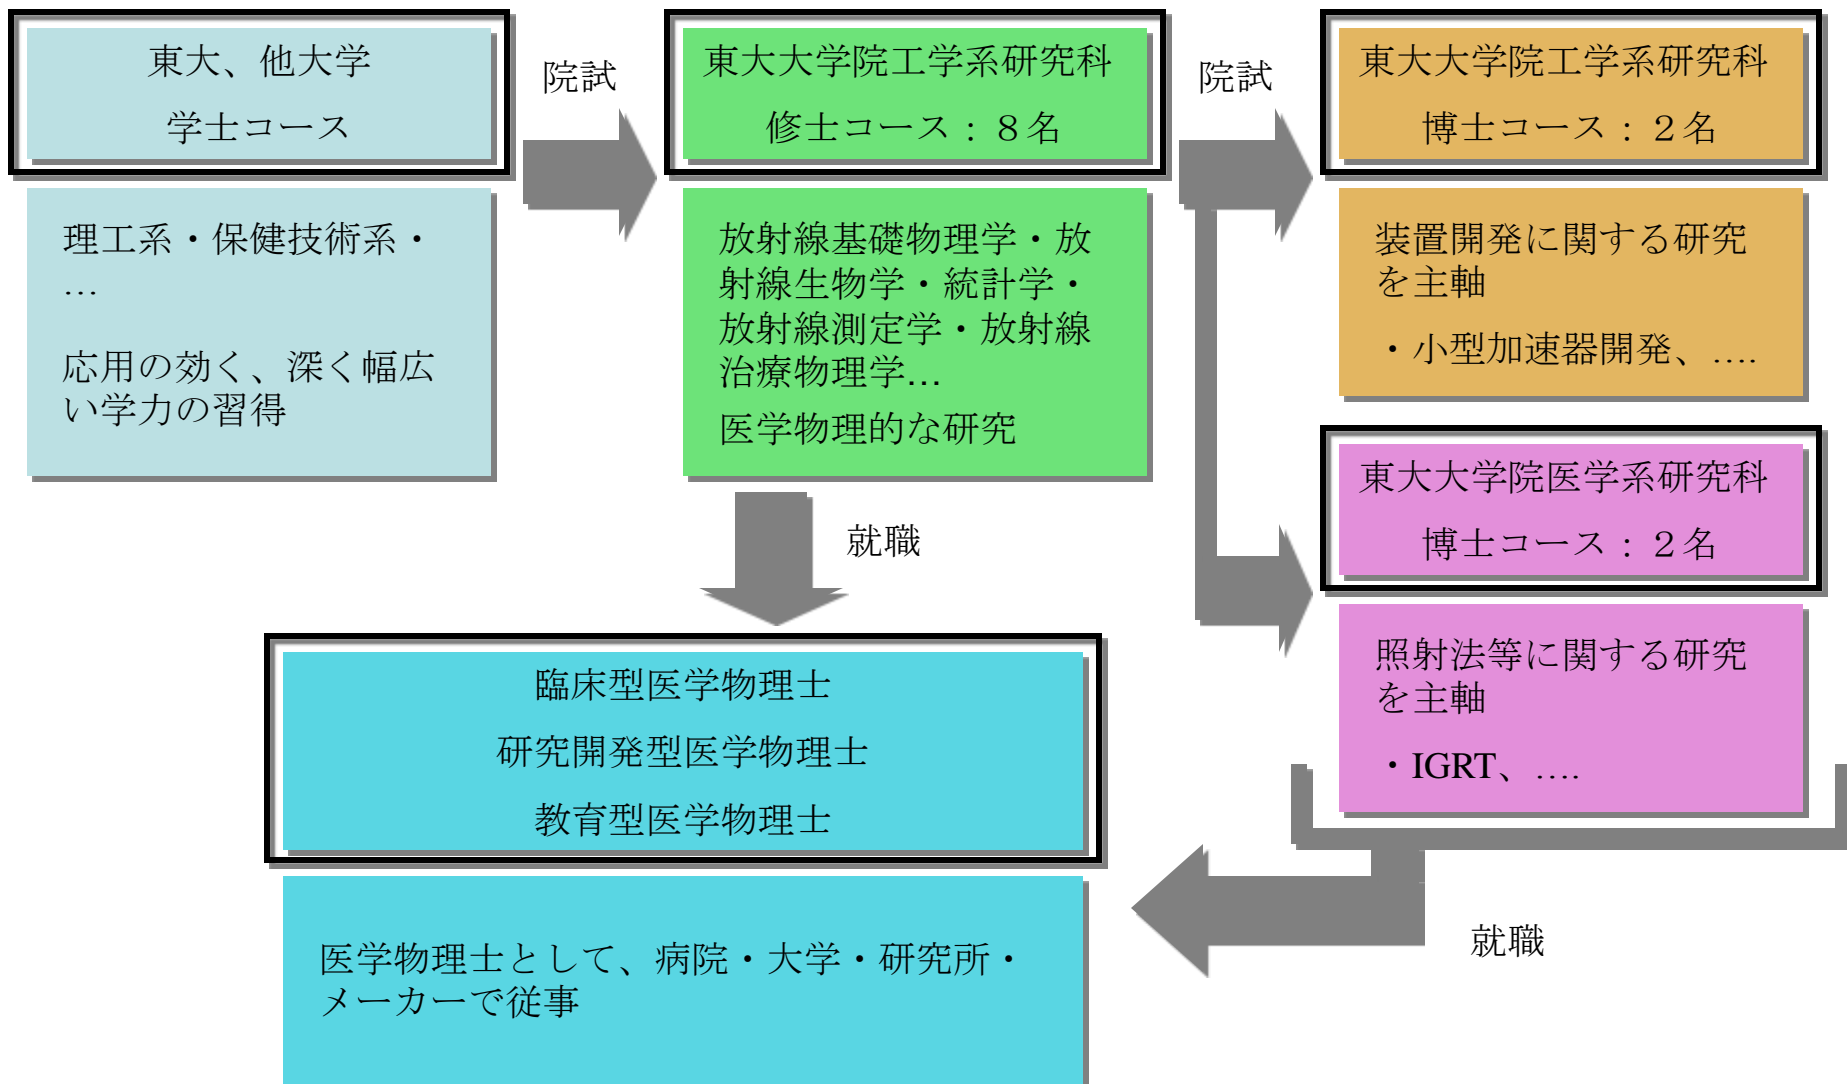 東大、他大学
学士コース
院試
東大大学院工学系研究科
修士コース：８名
院試
東大大学院工学系研究科
博士コース：２名
理工系・保健技術系・
…
応用の効く、深く幅広
い学力の習得
放射線基礎物理学・放
射線生物学・統計学・
放射線測定学・放射線
治療物理学…
医学物理的な研究
装置開発に関する研究
を主軸
・小型加速器開発、….
東大大学院医学系研究科
博士コース：２名
照射法等に関する研究
を主軸
・IGRT、….
就職
臨床型医学物理士
研究開発型医学物理士
教育型医学物理士
医学物理士として、病院・大学・研究所・
メーカーで従事
就職